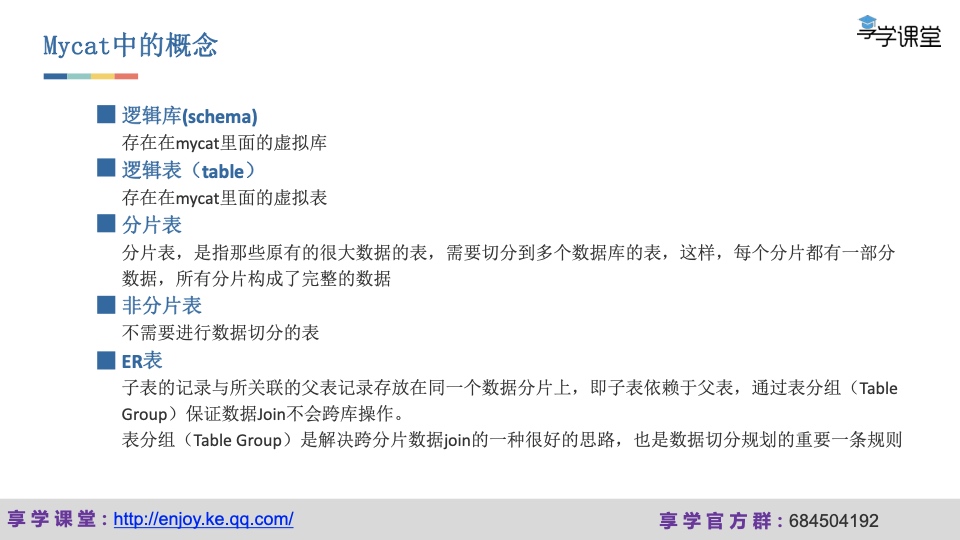 Mycat中的概念
享学课堂
逻辑库(schema)
存在在mycat里面的虚拟库
逻辑表（table）
存在在mycat里面的虚拟表
分片表
分片表，是指那些原有的很大数据的表，需要切分到多个数据库的表，这样，每个分片都有一部分
数据，所有分片构成了完整的数据
非分片表
不需要进行数据切分的表
ER表
子表的记录与所关联的父表记录存放在同一个数据分片上，即子表依赖于父表，通过表分组（Table
Group）保证数据Join不会跨库操作。
表分组（Table Group）是解决跨分片数据join的一种很好的思路，也是数据切分规划的重要一条规则
享学课堂：http://enjoy.ke.qq.com/
享学官方群：684504192